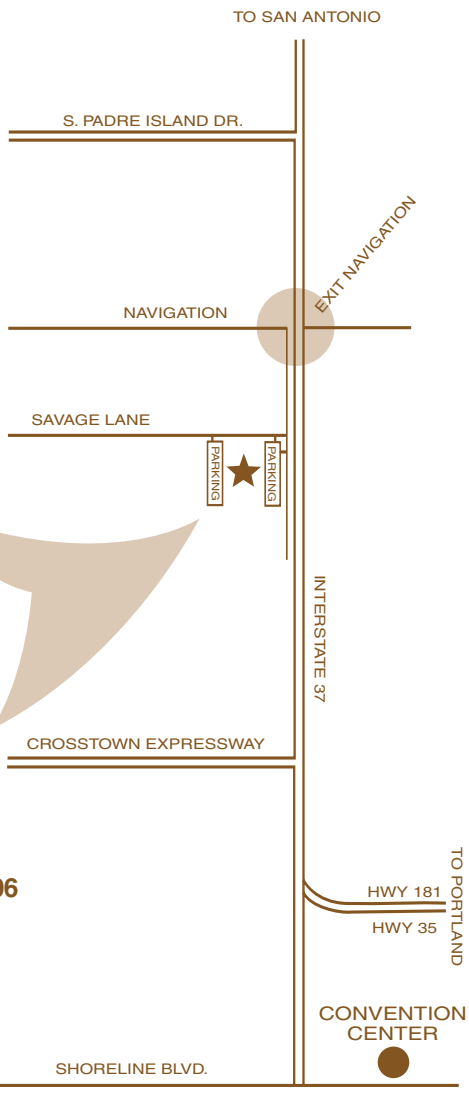 TO SAN ANTONIO
S. PADRE ISLAND DR.
EXIT NAVIGATION
NAVIGATION
SAVAGE LANE
PARKING
PARKING
INTERSTATE 37
CROSSTOWN EXPRESSWAY
06
HWY 181
HWY 35
TO PORTLAND
CONVENTION
CENTER
SHORELINE BLVD.